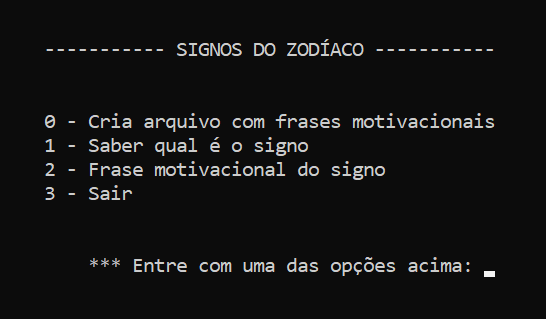 ----------- SIGNOS DO ZODÍACO -----------
0 - Cria arquivo com frases motivacionais
1 - Saber qual é o signo
2 - Frase motivacional do signo
3 - Sair
*** Entre com uma das opções acima: